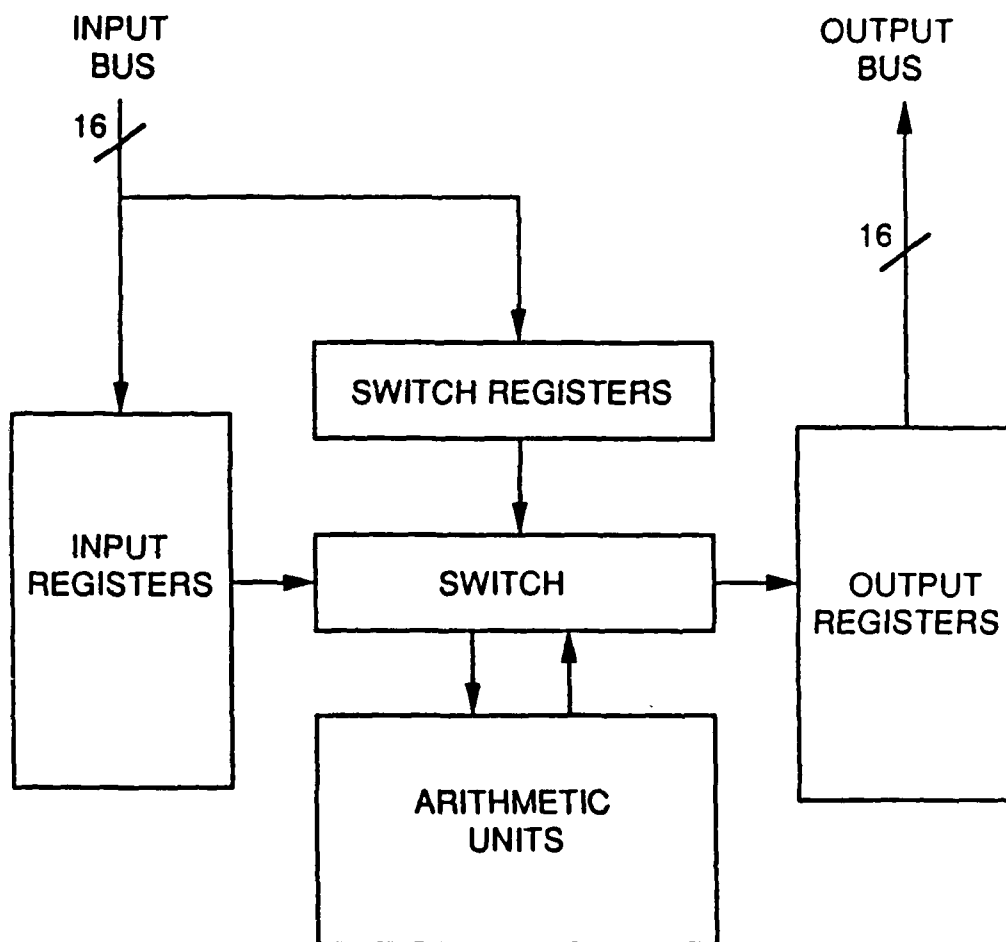 INPUT
BUS
OUTPUT
BUS
16
16
SWITCH REGISTERS
INPUT
REGISTERS
SWITCH
OUTPUT
REGISTERS
ARITHMETIC
UNITS